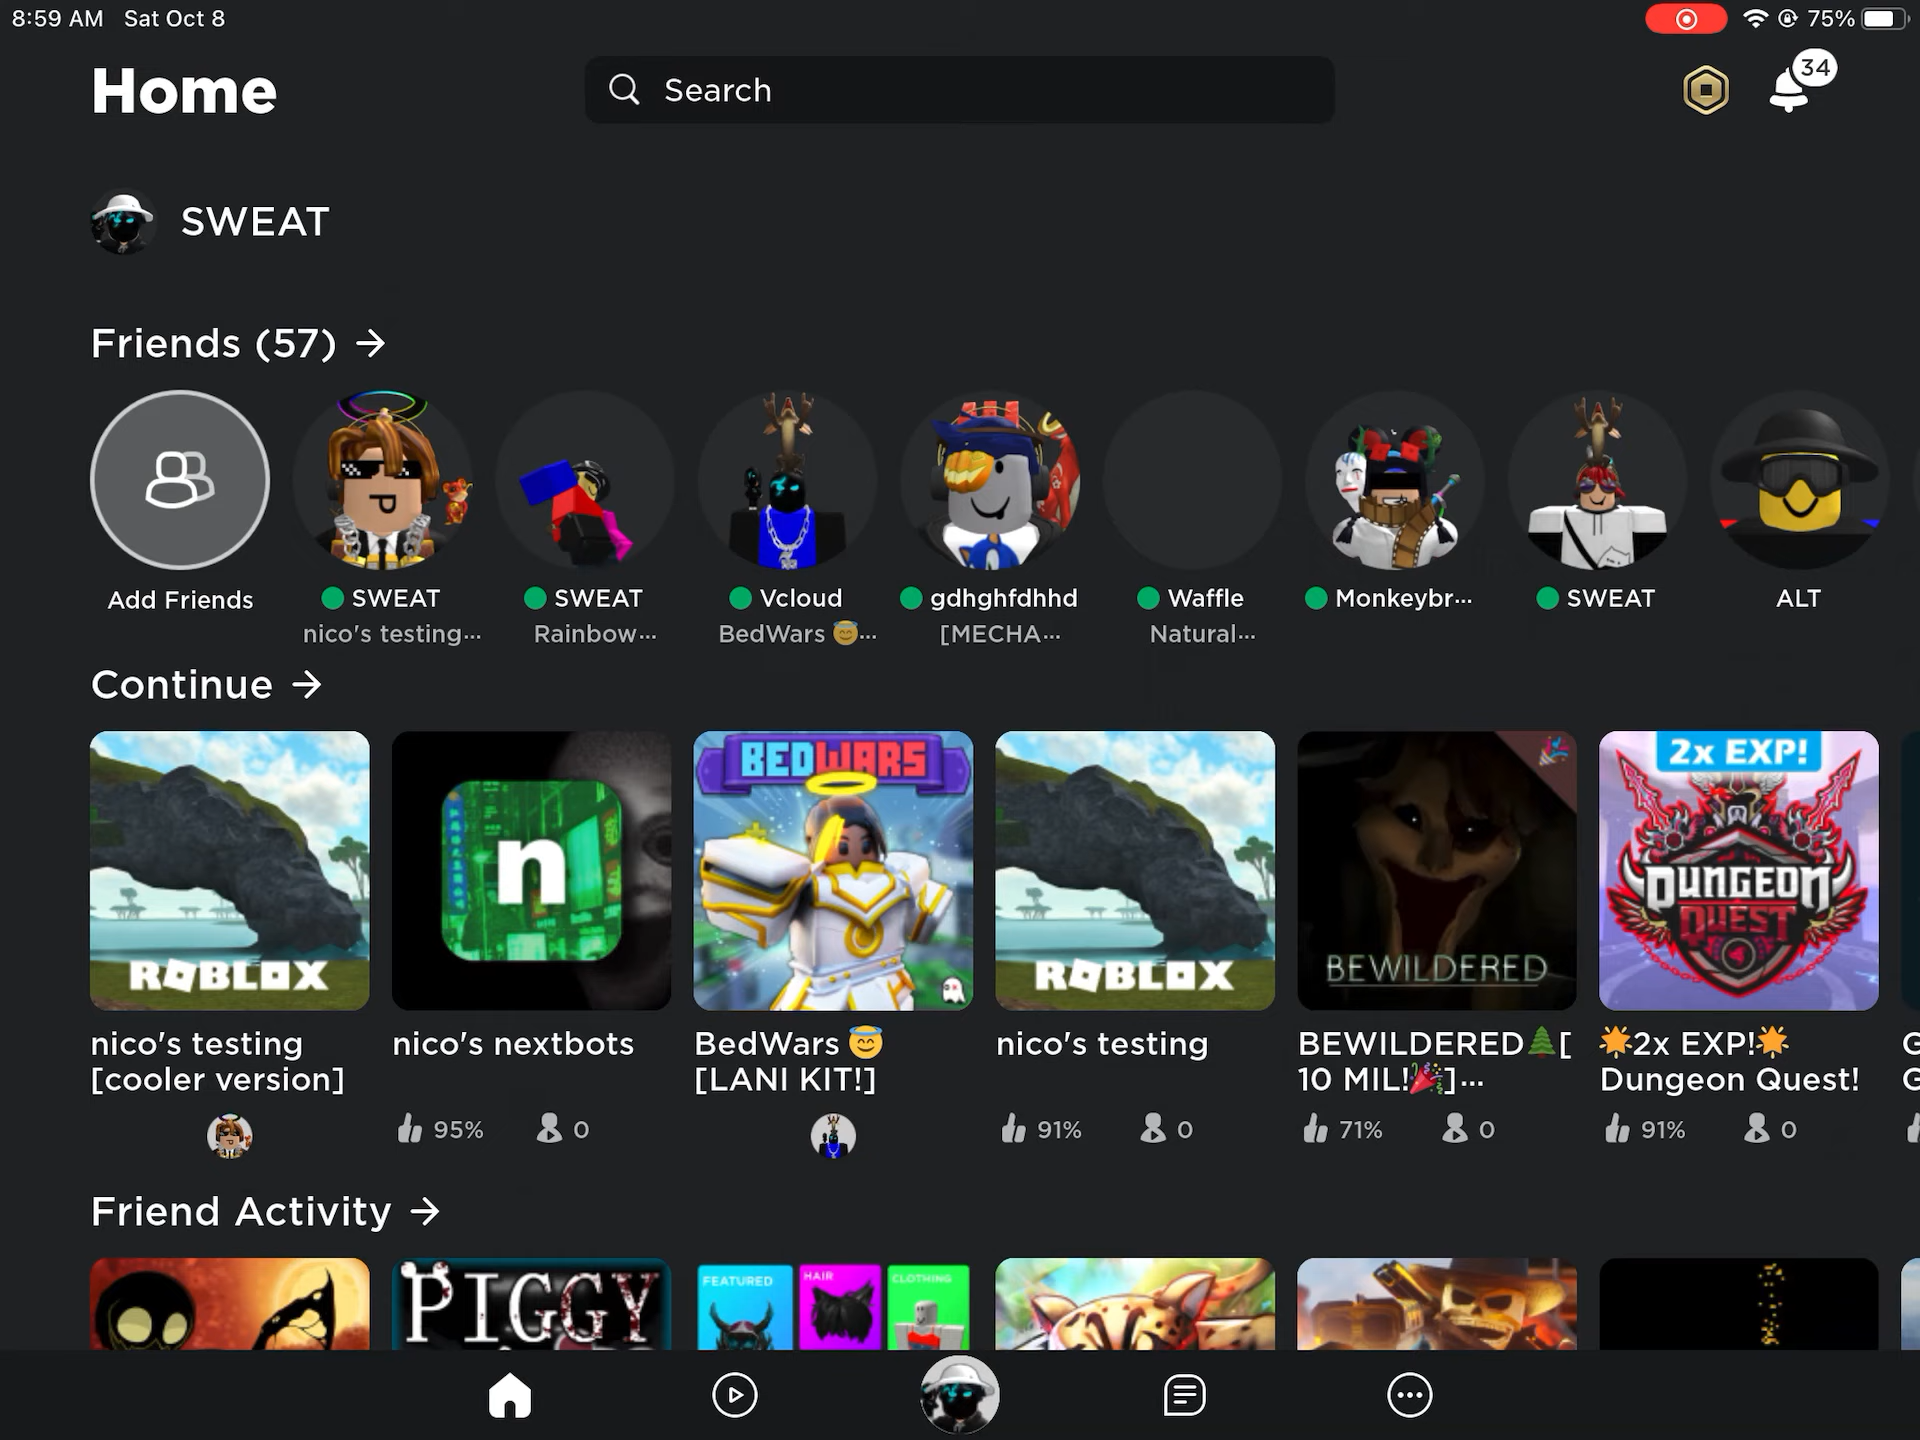 8:59 AM Sat Oct 8
75%
Home
Search
34
SWEAT
Friends (57) →
Add Friends
SWEAT
nico's testing...
SWEAT
Rainbow...
Vcloud
BedWars 😇...
gdhghfdhhd
[MECHA...
Waffle
Natural...
Monkeybr...
SWEAT
ALT
Continue →
ROBLOX
n
BEDWARS
ROBLOX
BEWILDERED
2x EXP!
DUNGEON
QUEST
nico's testing
[cooler version]
nico's nextbots
95% 0
BedWars 😇
[LANI KIT!]
nico's testing
91% 0
BEWILDERED🌲[
10 MIL!🎉]...
71% 0
🌟2x EXP!🌟
Dungeon Quest!
91% 0
G
G
Friend Activity →
PIGGY
FEATURED
HAIR
CLOTHING